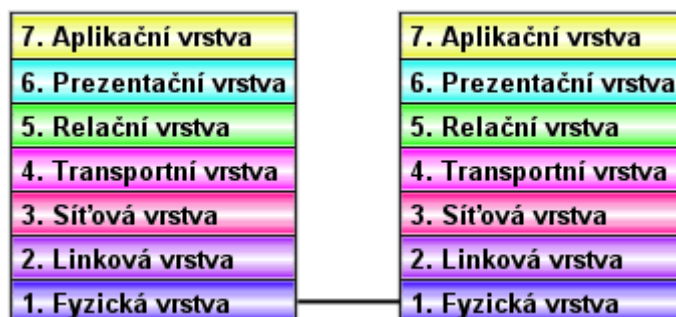 7. Aplikační vrstva
6. Prezentační vrstva
5. Relační vrstva
4. Transportní vrstva
3. Síťová vrstva
2. Linková vrstva
1. Fyzická vrstva
7. Aplikační vrstva
6. Prezentační vrstva
5. Relační vrstva
4. Transportní vrstva
3. Síťová vrstva
2. Linková vrstva
1. Fyzická vrstva